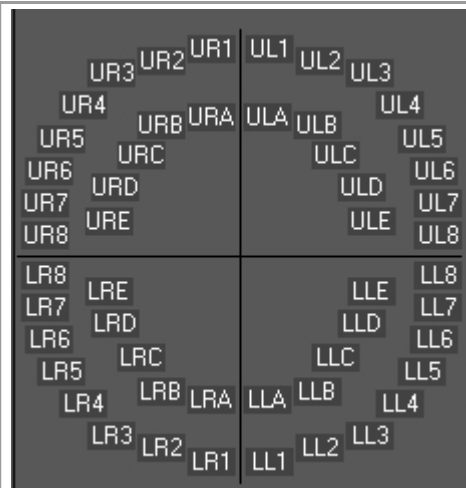 UR1 UL1
UR2 UL2
UR3 UL3
UR4 UL4
URA ULA
URB ULB
UR5 UL5
URC ULC
UR6 UL6
URD ULD
UR7 UL7
URE ULE
UR8 UL8
LR8 LL8
LRE LLE
LR7 LL7
LRD LLD
LR6 LL6
LRC LLC
LR5 LL5
LRB LLB
LRA LLA
LR4 LL4
LR3 LL3
LR2 LL2
LR1 LL1